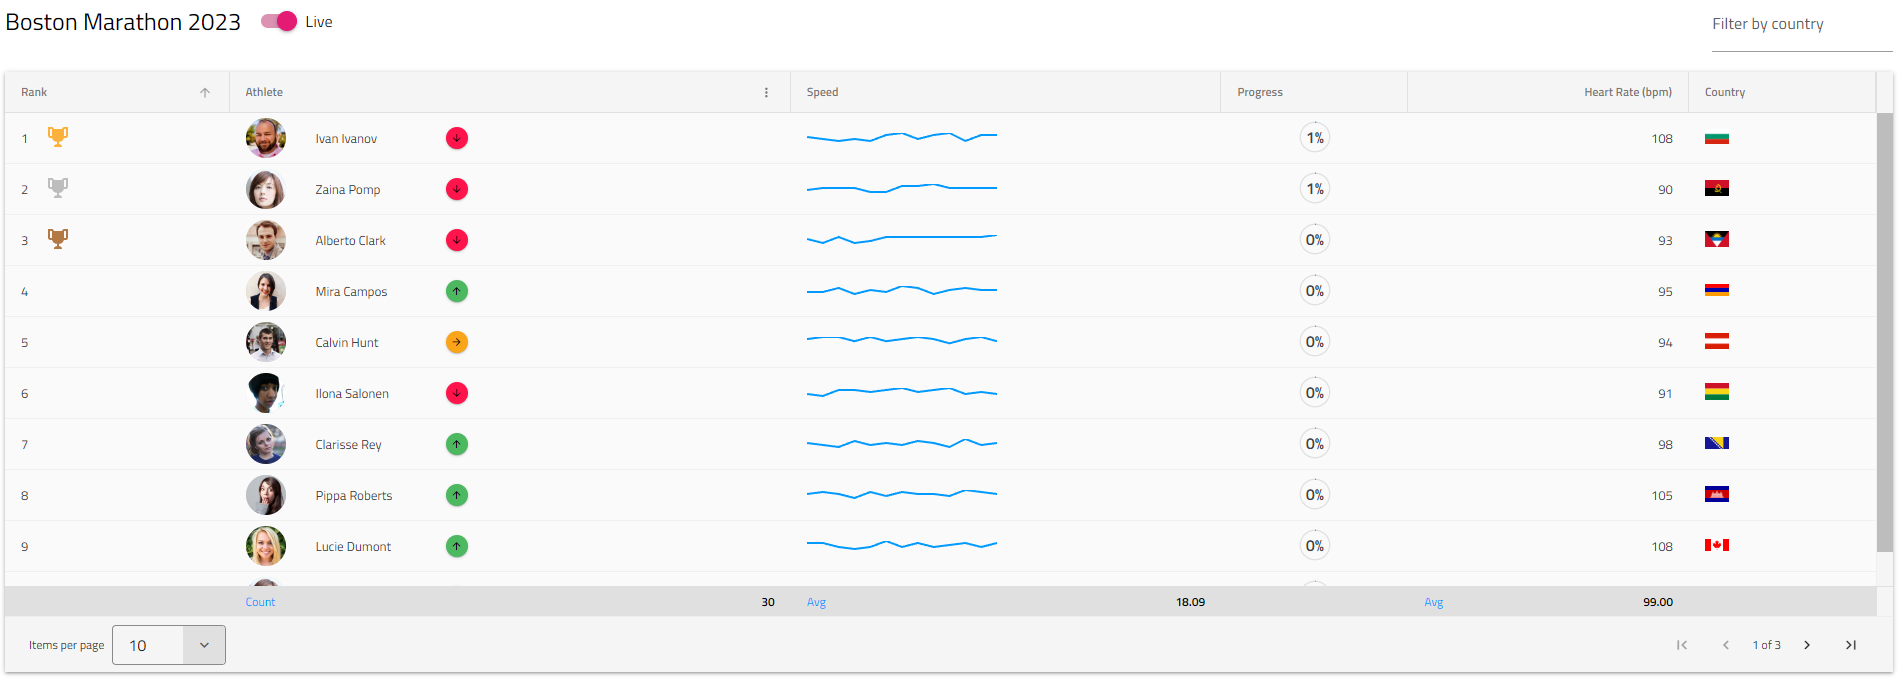 Boston Marathon 2023 Live Filter by country
Rank Athlete Speed Progress Heart Rate (bpm) Country
1 Ivan Ivanov 1% 108
2 Zaina Pomp 1% 90
3 Alberto Clark 0% 93
4 Mira Campos 0% 95
5 Calvin Hunt 0% 94
6 Ilona Salonen 0% 91
7 Clarisse Rey 0% 98
8 Pippa Roberts 0% 105
9 Lucie Dumont 0% 108
Count 30 Avg 18.09 Avg 99.00
Items per page 10 1 of 3